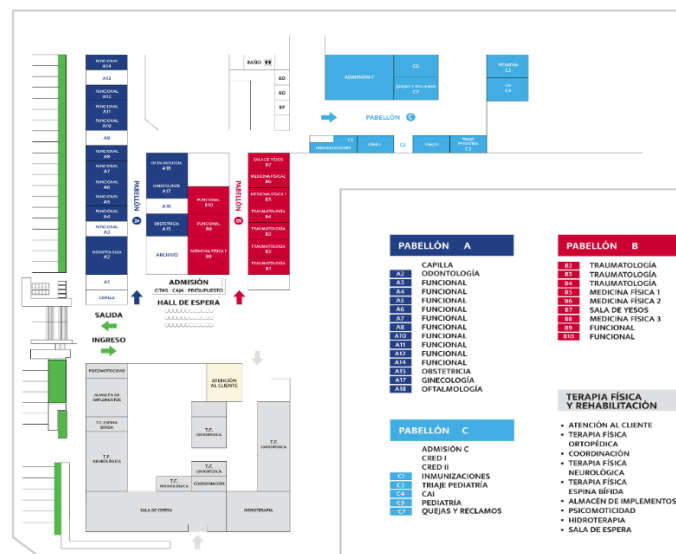 FUNCIONAL
A14
A13
FUNCIONAL
A12
FUNCIONAL
A11
FUNCIONAL
A10
A9
FUNCIONAL
A8
FUNCIONAL
A7
FUNCIONAL
A6
FUNCIONAL
A5
FUNCIONAL
A4
FUNCIONAL
A3
ODONTOLOGÍA
A2
A1
CAPILLA
PABELLÓN A
OFTALMOLOGÍA
A18
GINECOLOGÍA
A17
A16
OBSTETRICIA
A15
ARCHIVO
FUNCIONAL
B10
FUNCIONAL
B9
MEDICINA FÍSICA 3
B8
PABELLÓN B
BAÑO
BD
BD
BF
SALA DE YESOS
B7
MEDICINA FÍSICA 2
B6
MEDICINA FÍSICA 1
B5
TRAUMATOLOGÍA
B4
TRAUMATOLOGÍA
B3
TRAUMATOLOGÍA
B2
TRAUMATOLOGÍA
B1
ADMISIÓN
CITAS CAJA PRESUPUESTO
HALL DE ESPERA
SALIDA
INGRESO
ADMISIÓN C
QUEJAS Y RECLAMOS
C7
PEDIATRÍA
PABELLÓN C
C1
INMUNIZACIONES
TRIAJE
PEDIATRÍA
C3
PSICOMOTICIDAD
ALMACÉN DE
IMPLEMENTOS
T.F. ESPINA
BÍFIDA
T.F.
NEUROLÓGICA
ATENCIÓN
AL CLIENTE
T.F.
ORTOPÉDICA
T.F.
ORTOPÉDICA
T.F.
ORTOPÉDICA
T.F.
NEUROLÓGICA
COORDINACIÓN
SALA DE ESPERA
HIDROTERAPIA
PABELLÓN A
CAPILLA
A2 ODONTOLOGÍA
A3 FUNCIONAL
A4 FUNCIONAL
A5 FUNCIONAL
A6 FUNCIONAL
A7 FUNCIONAL
A8 FUNCIONAL
A10 FUNCIONAL
A11 FUNCIONAL
A12 FUNCIONAL
A14 FUNCIONAL
A15 OBSTETRICIA
A17 GINECOLOGÍA
A18 OFTALMOLOGÍA
PABELLÓN B
B2 TRAUMATOLOGÍA
B3 TRAUMATOLOGÍA
B4 TRAUMATOLOGÍA
B5 MEDICINA FÍSICA 1
B6 MEDICINA FÍSICA 2
B7 SALA DE YESOS
B8 MEDICINA FÍSICA 3
B9 FUNCIONAL
B10 FUNCIONAL
PABELLÓN C
ADMISIÓN C
CRED I
CRED II
C1 INMUNIZACIONES
C3 TRIAJE PEDIATRÍA
C4 CAI
C5 PEDIATRÍA
C7 QUEJAS Y RECLAMOS
TERAPIA FÍSICA
Y REHABILITACIÓN
• ATENCIÓN AL CLIENTE
• TERAPIA FÍSICA
ORTOPÉDICA
• COORDINACIÓN
• TERAPIA FÍSICA
NEUROLÓGICA
• TERAPIA FÍSICA
ESPINA BÍFIDA
• ALMACÉN DE IMPLEMENTOS
• PSICOMOTICIDAD
• HIDROTERAPIA
• SALA DE ESPERA